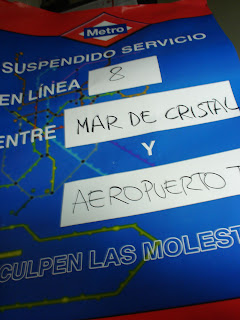 Metro
SUSPENDIDO SERVICIO
EN LÍNEA 8
ENTRE MAR DE CRISTAL
Y
AEROPUERTO T
CULPEN LAS MOLEST